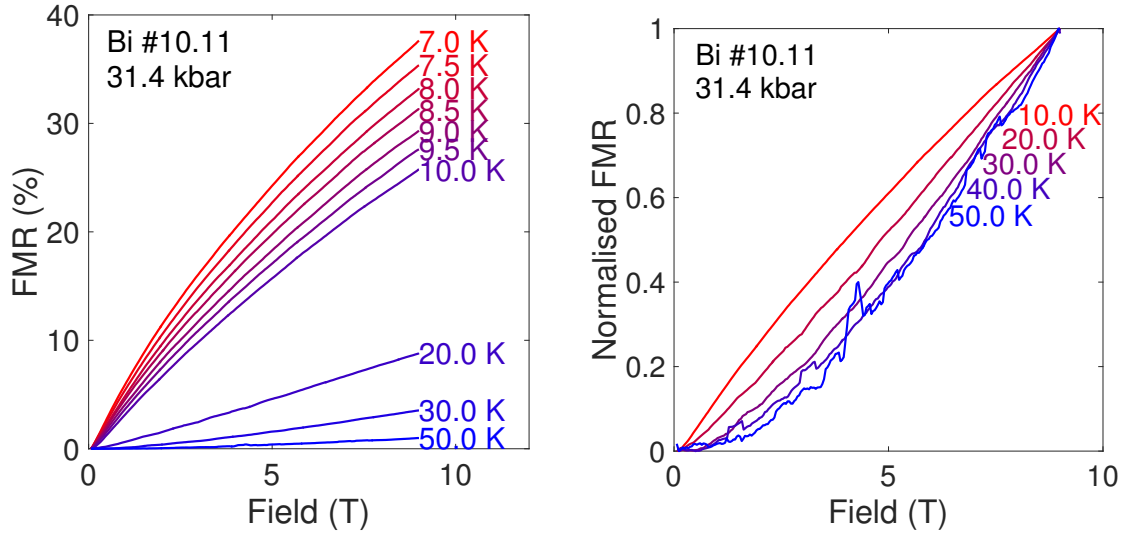 40
30
20
10
0
FMR (%)
Bi #10.11
31.4 kbar
7.0 K
7.5 K
8.0 K
8.5 K
9.0 K
9.5 K
10.0 K
20.0 K
30.0 K
50.0 K
0
5
10
Field (T)
1
0.8
0.6
0.4
0.2
0
Normalised FMR
Bi #10.11
31.4 kbar
10.0 K
20.0 K
30.0 K
40.0 K
50.0 K
0
5
10
Field (T)